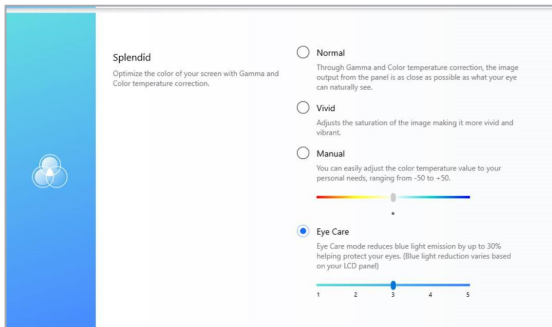 Splendid
Optimize the color of your screen with Gamma and
Color temperature correction.
Normal
Through Gamma and Color temperature correction, the image
output from the panel is as close as possible as what your eye
can naturally see.
Vivid
Adjusts the saturation of the image making it more vivid and
vibrant.
Manual
You can easily adjust the color temperature value to your
personal needs, ranging from -50 to +50.
Eye Care
Eye Care mode reduces blue light emission by up to 30%
helping protect your eyes. (Blue light reduction varies based
on your LCD panel)
1 2 3 4 5